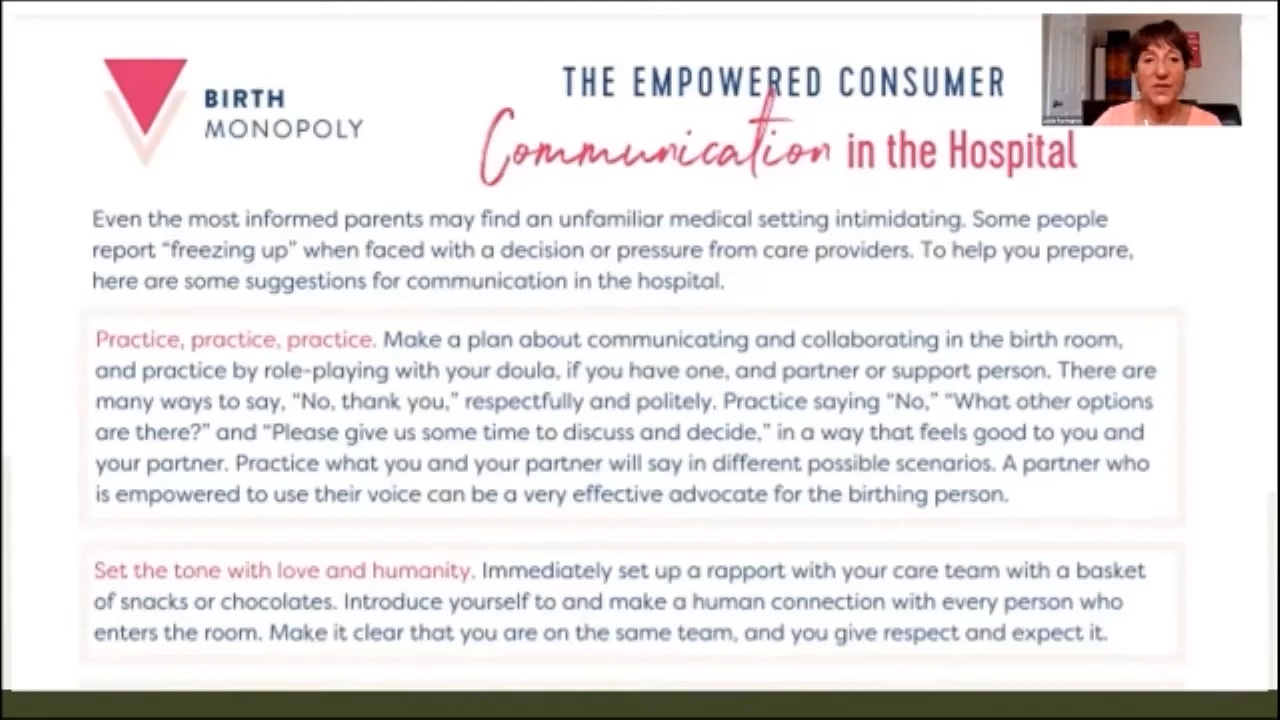 BIRTH
MONOPOLY
THE EMPOWERED CONSUMER
Communication in the Hospital
Even the most informed parents may find an unfamiliar medical setting intimidating. Some people
report “freezing up” when faced with a decision or pressure from care providers. To help you prepare,
here are some suggestions for communication in the hospital.
Practice, practice, practice. Make a plan about communicating and collaborating in the birth room,
and practice by role-playing with your doula, if you have one, and partner or support person. There are
many ways to say, “No, thank you,” respectfully and politely. Practice saying “No,” “What other options
are there?” and “Please give us some time to discuss and decide,” in a way that feels good to you and
your partner. Practice what you and your partner will say in different possible scenarios. A partner who
is empowered to use their voice can be a very effective advocate for the birthing person.
Set the tone with love and humanity. Immediately set up a rapport with your care team with a basket
of snacks or chocolates. Introduce yourself to and make a human connection with every person who
enters the room. Make it clear that you are on the same team, and you give respect and expect it.